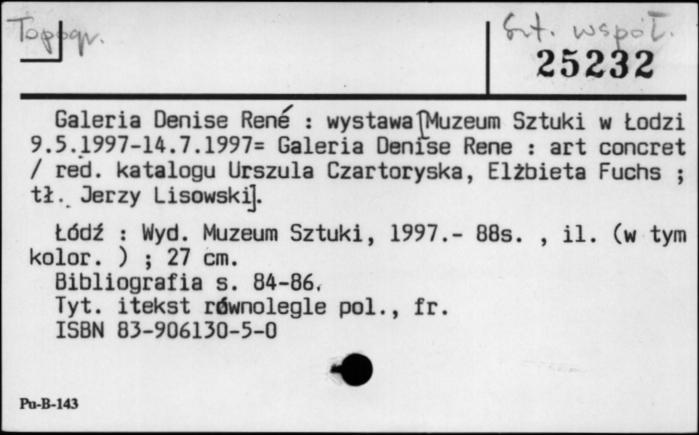 Topogr.
Szt. współ.
25232
Galeria Denise René : wystawa [Muzeum Sztuki w Łodzi
9.5.1997-14.7.1997= Galeria Denise Rene : art concret
/ red. katalogu Urszula Czartoryska, Elżbieta Fuchs ;
tł. Jerzy Lisowski].
Łódź : Wyd. Muzeum Sztuki, 1997.- 88s. , il. (w tym
kolor. ) ; 27 cm.
Bibliografia s. 84-86.
Tyt. itekst równolegle pol., fr.
ISBN 83-906130-5-0
Pu-B-143